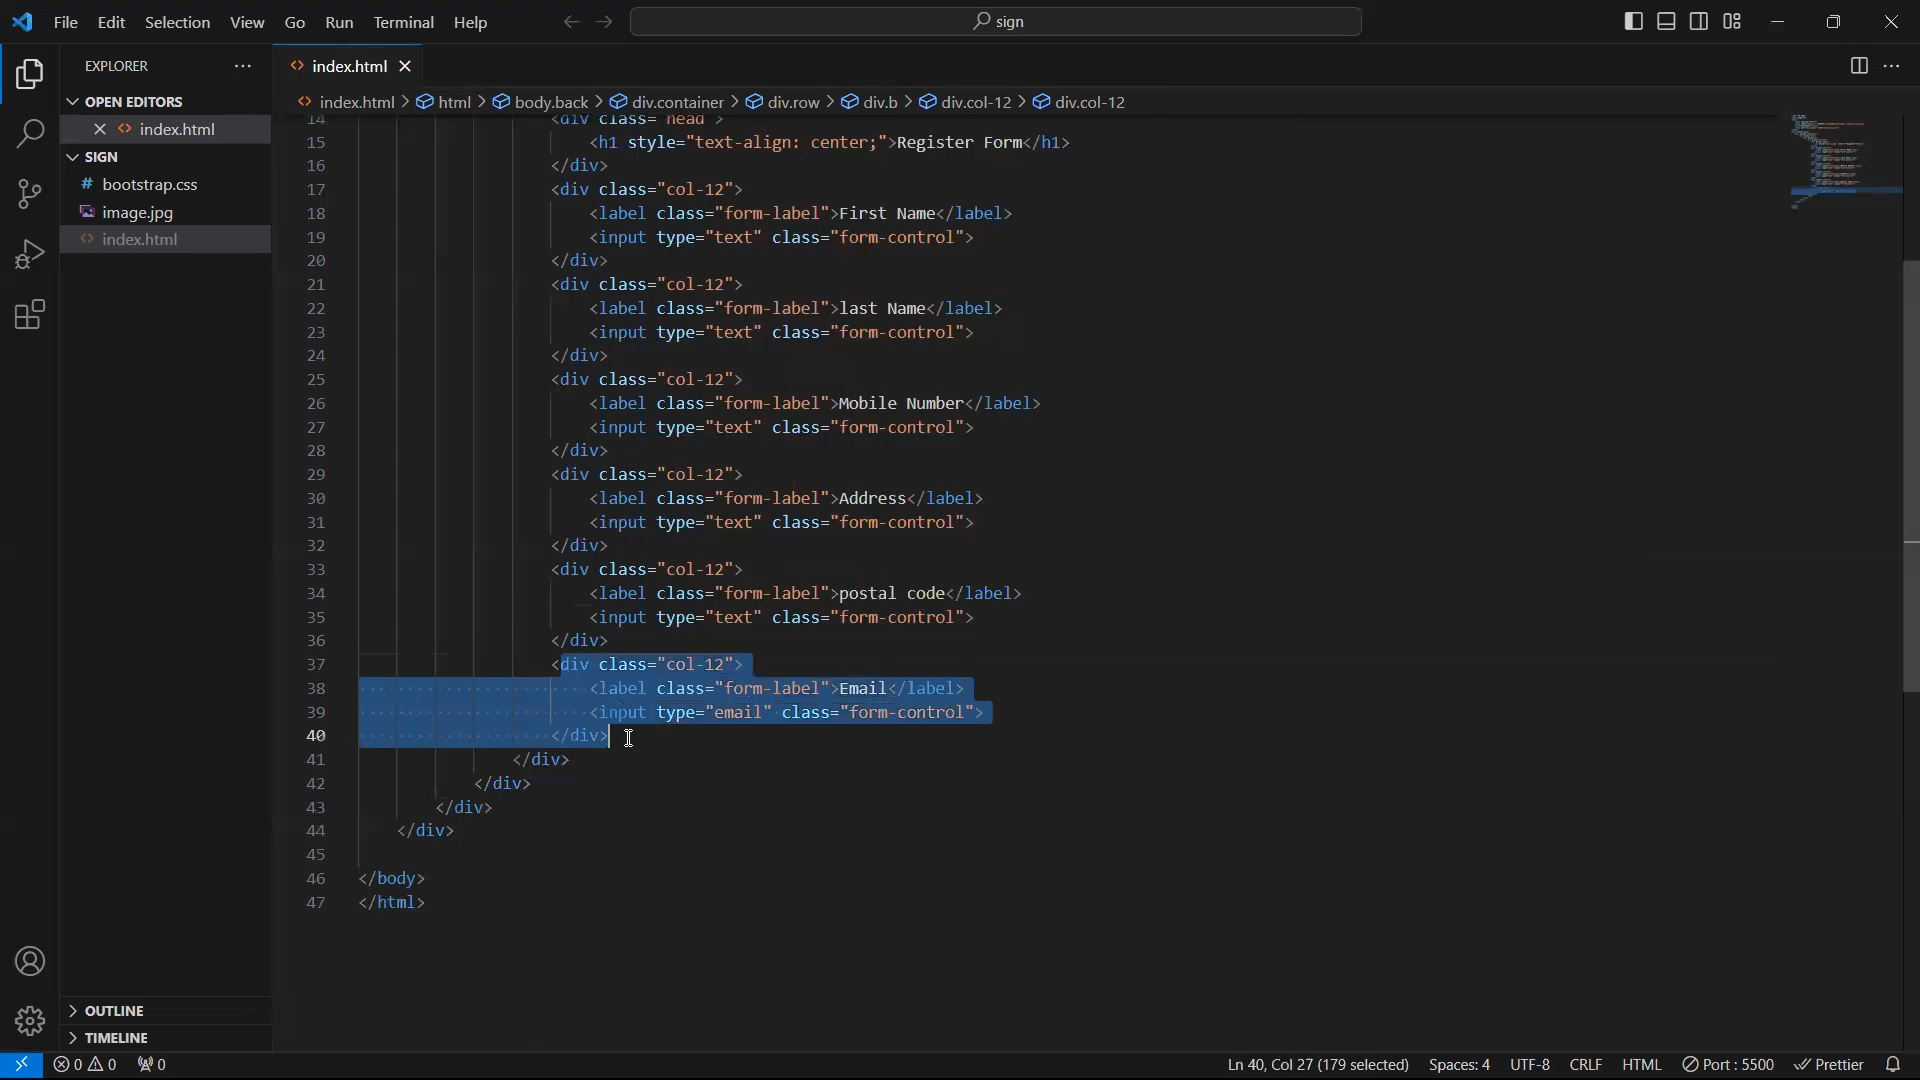 File Edit Selection View Go Run Terminal Help
sign
EXPLORER
OPEN EDITORS
index.html
SIGN
bootstrap.css
image.jpg
index.html
OUTLINE
TIMELINE
index.html
index.html > html > body.back > div.container > div.row > div.b > div.col-12 > div.col-12
14 <div class="head">
15 <h1 style="text-align: center;">Register Form</h1>
16 </div>
17 <div class="col-12">
18 <label class="form-label">First Name</label>
19 <input type="text" class="form-control">
20 </div>
21 <div class="col-12">
22 <label class="form-label">last Name</label>
23 <input type="text" class="form-control">
24 </div>
25 <div class="col-12">
26 <label class="form-label">Mobile Number</label>
27 <input type="text" class="form-control">
28 </div>
29 <div class="col-12">
30 <label class="form-label">Address</label>
31 <input type="text" class="form-control">
32 </div>
33 <div class="col-12">
34 <label class="form-label">postal code</label>
35 <input type="text" class="form-control">
36 </div>
37 <div class="col-12">
38 <label class="form-label">Email</label>
39 <input type="email" class="form-control">
40 </div>
41 </div>
42 </div>
43 </div>
44 </div>
45
46 </body>
47 </html>
0 0 0
Ln 40, Col 27 (179 selected) Spaces: 4 UTF-8 CRLF HTML Port : 5500 Prettier